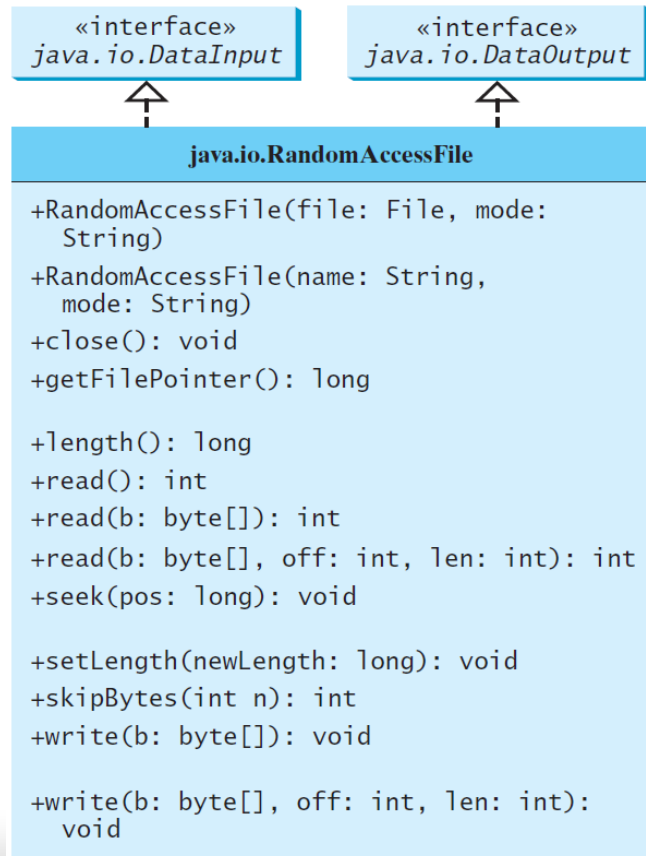 «interface»
java.io.DataInput
«interface»
java.io.DataOutput
java.io.RandomAccessFile
+RandomAccessFile(file: File, mode:
String)
+RandomAccessFile(name: String,
mode: String)
+close(): void
+getFilePointer(): long
+length(): long
+read(): int
+read(b: byte[]): int
+read(b: byte[], off: int, len: int): int
+seek(pos: long): void
+setLength(newLength: long): void
+skipBytes(int n): int
+write(b: byte[]): void
+write(b: byte[], off: int, len: int):
void